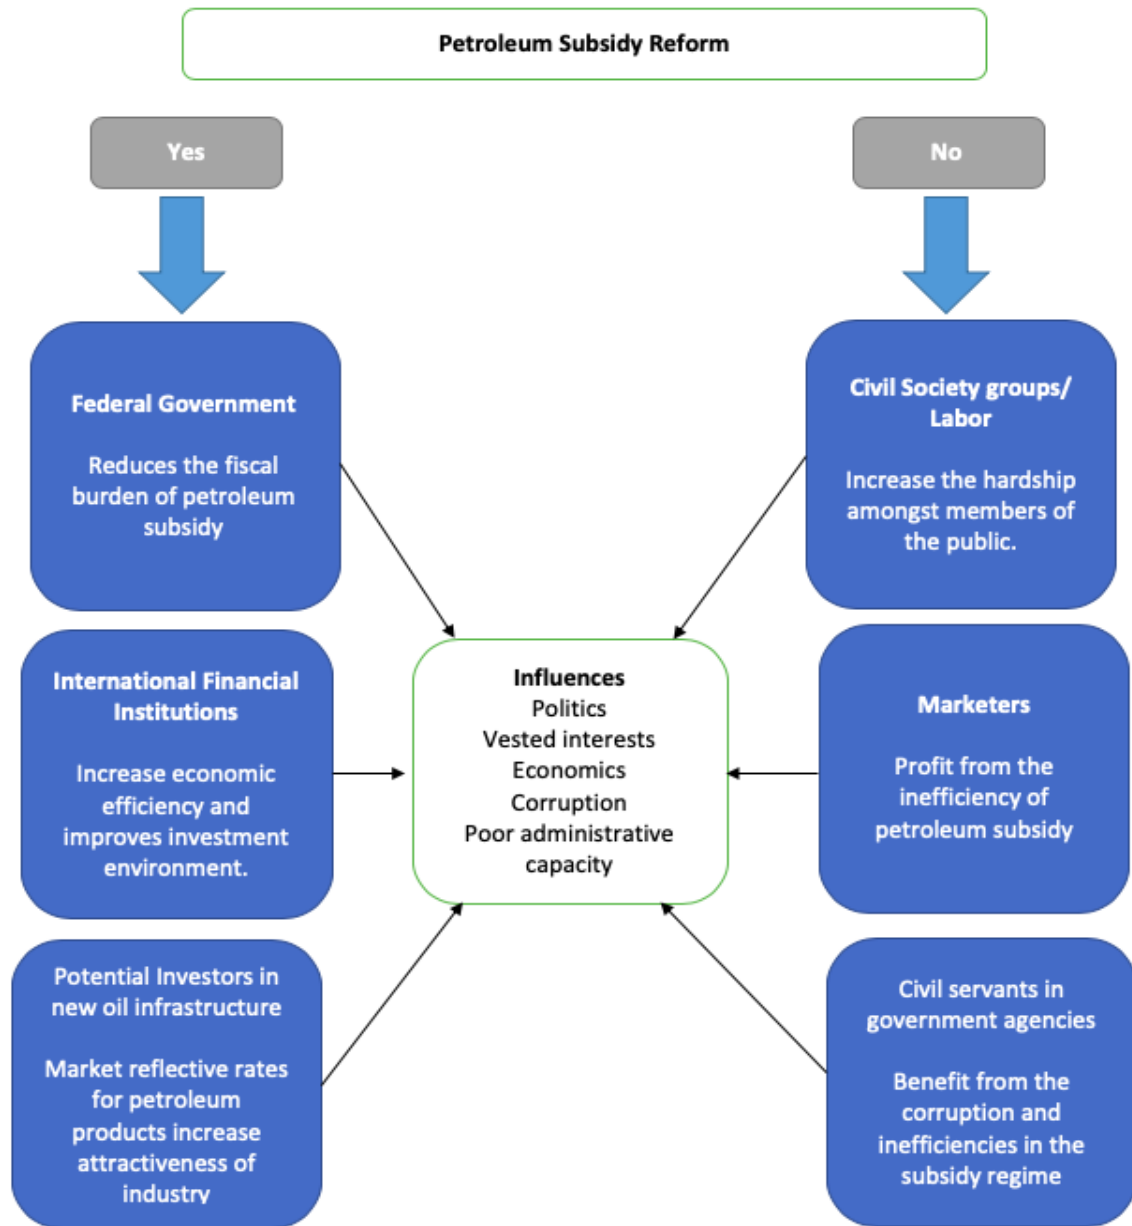 Petroleum Subsidy Reform
Yes
No
Federal Government
Reduces the fiscal
burden of petroleum
subsidy
Civil Society groups/
Labor
Increase the hardship
amongst members of
the public.
International Financial
Institutions
Increase economic
efficiency and
improves investment
environment.
Influences
Politics
Vested interests
Economics
Corruption
Poor administrative
capacity
Marketers
Profit from the
inefficiency of
petroleum subsidy
Potential Investors in
new oil infrastructure
Market reflective rates
for petroleum
products increase
attractiveness of
industry
Civil servants in
government agencies
Benefit from the
corruption and
inefficiencies in the
subsidy regime